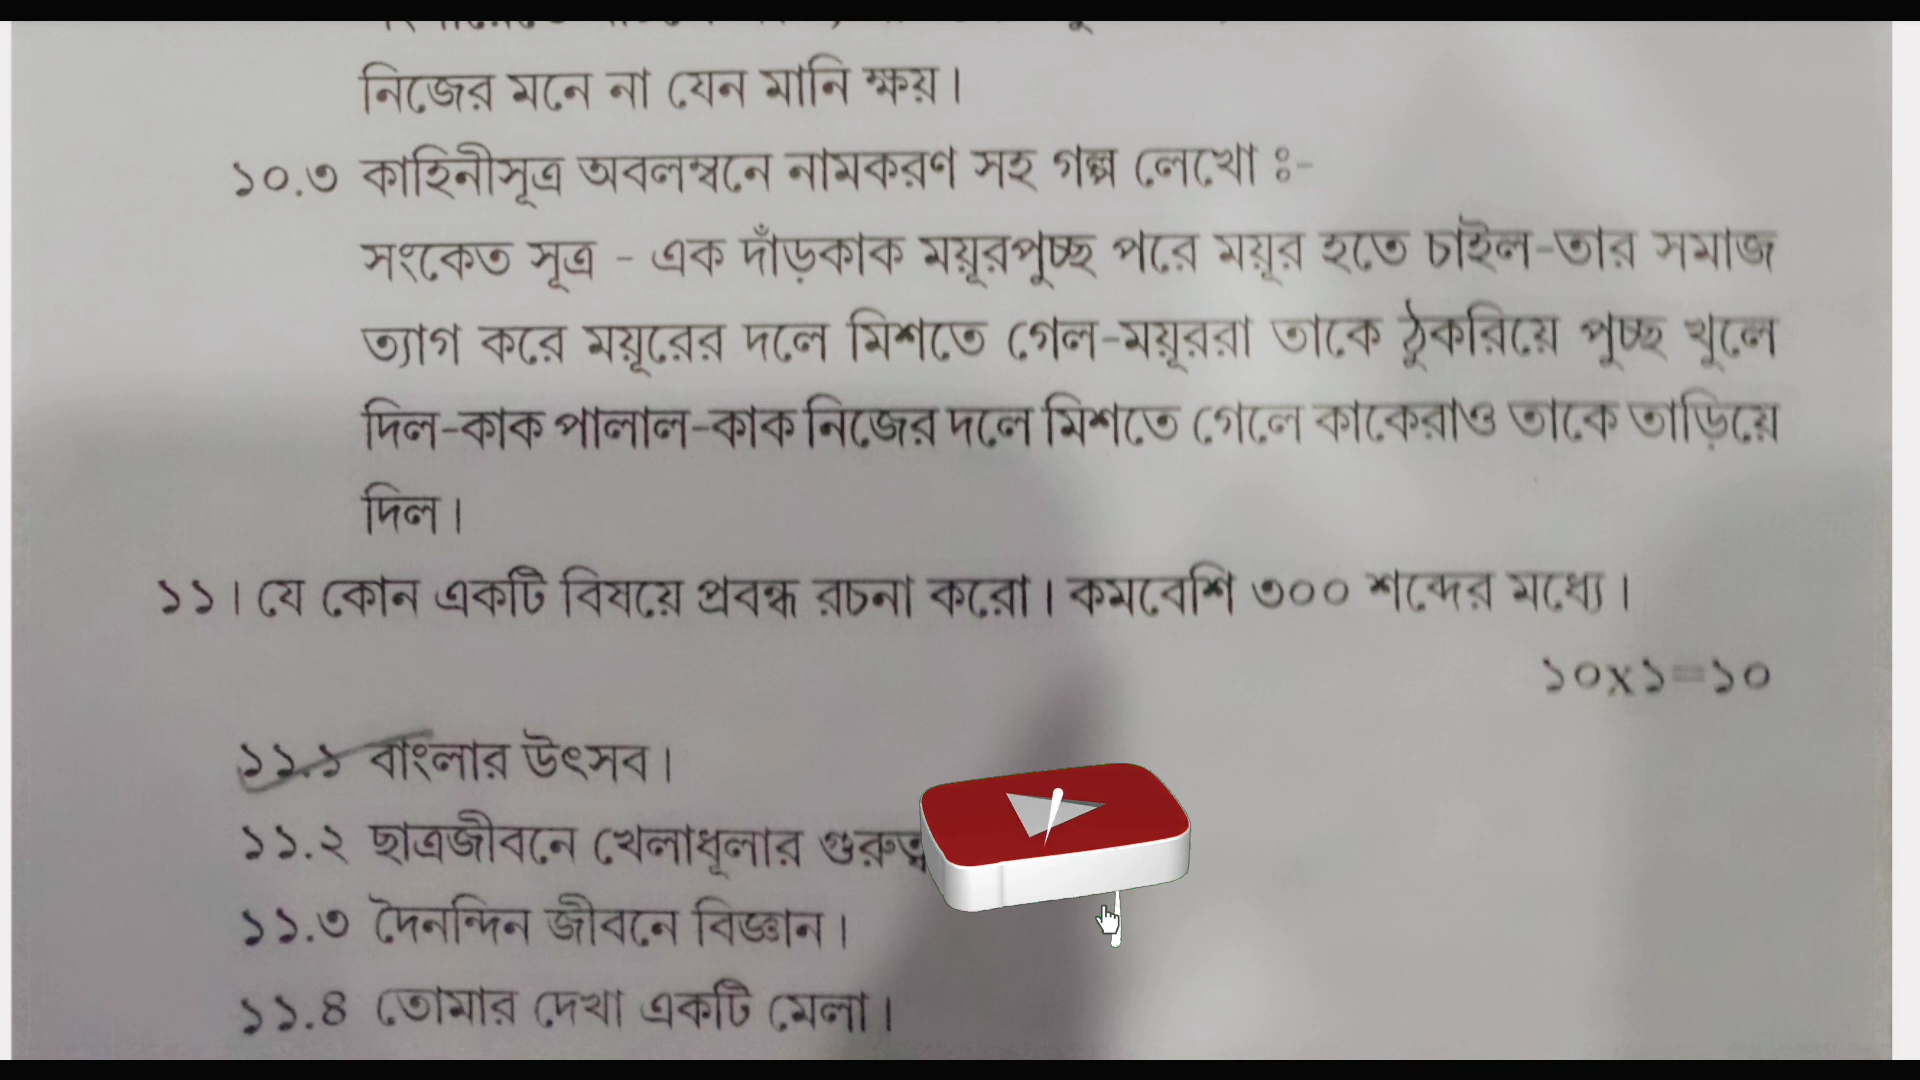 নিজের মনে না যেন মানি ক্ষয়।
১০.৩ কাহিনীসূত্র অবলম্বনে নামকরণ সহ গল্প লেখো ঃ-
সংকেত সূত্র - এক দাঁড়কাক ময়ূরপুচ্ছ পরে ময়ূর হতে চাইল-তার সমাজ
ত্যাগ করে ময়ূরের দলে মিশতে গেল-ময়ূররা তাকে ঠুকরিয়ে পুচ্ছ খুলে
দিল-কাক পালাল-কাক নিজের দলে মিশতে গেলে কাকেরাও তাকে তাড়িয়ে
দিল।
১১। যে কোন একটি বিষয়ে প্রবন্ধ রচনা করো। কমবেশি ৩০০ শব্দের মধ্যে।
১০x১=১০
১১.১ বাংলার উৎসব।
১১.২ ছাত্রজীবনে খেলাধূলার গুরুত্ব
১১.৩ দৈনন্দিন জীবনে বিজ্ঞান।
১১.৪ তোমার দেখা একটি মেলা।